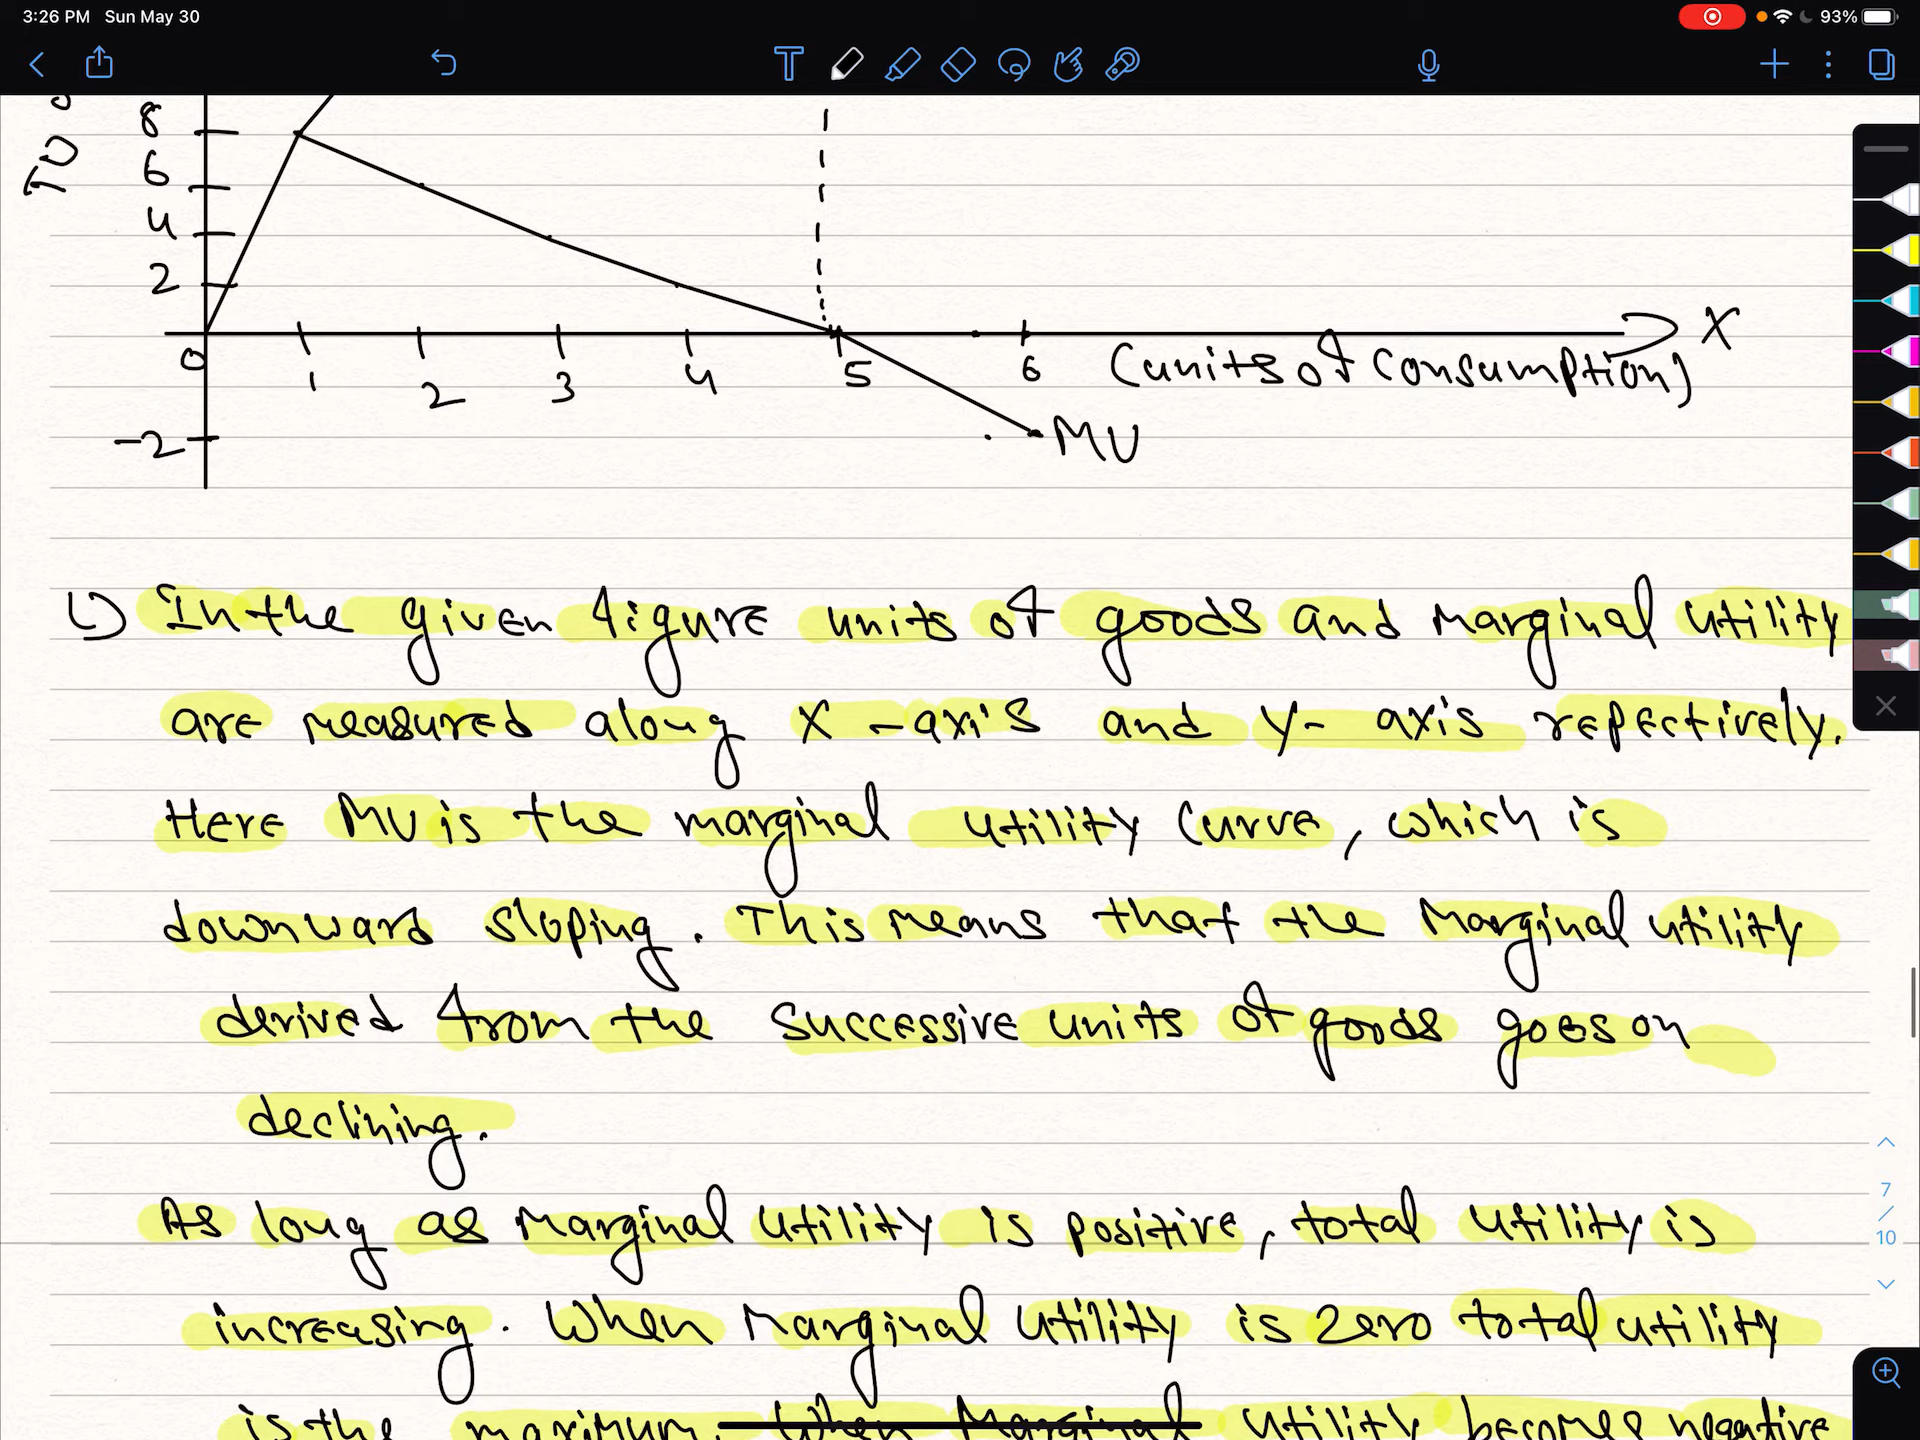 3:26 PM Sun May 30
93%
8
TU
6
4
2
0
1
2
3
4
5
6
(units of consumption)
X
-2
MU
In the given figure units of goods and marginal utility
are measured along X-axis and Y-axis repectively.
Here MU is the marginal utility curve, which is
downward sloping. This means that the Marginal utility
derived from the successive units of goods goes on
declining.
As long as Marginal utility is positive, total utility is
increasing. When Marginal utility is zero total utility
is the maximum. When Marginal utility becomes negative
7
/
10